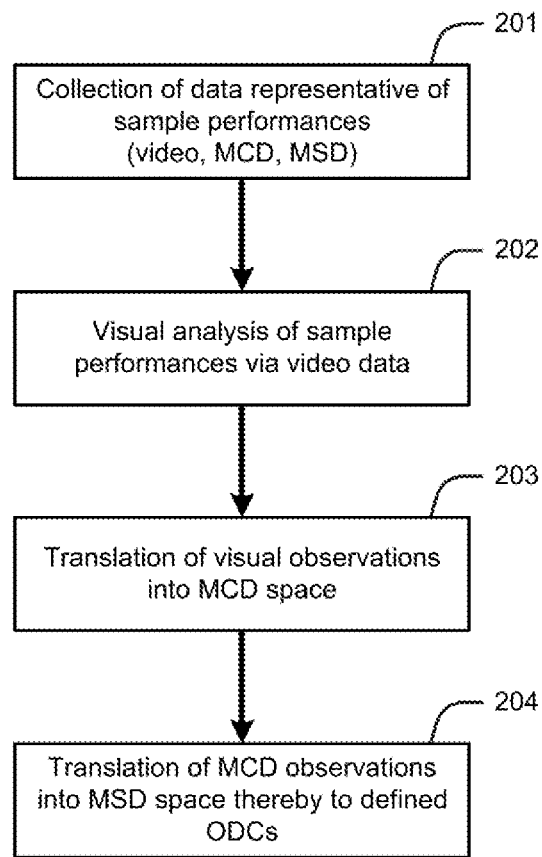 201
Collection of data representative of
sample performances
(video, MCD, MSD)
202
Visual analysis of sample
performances via video data
203
Translation of visual observations
into MCD space
204
Translation of MCD observations
into MSD space thereby to defined
ODCs